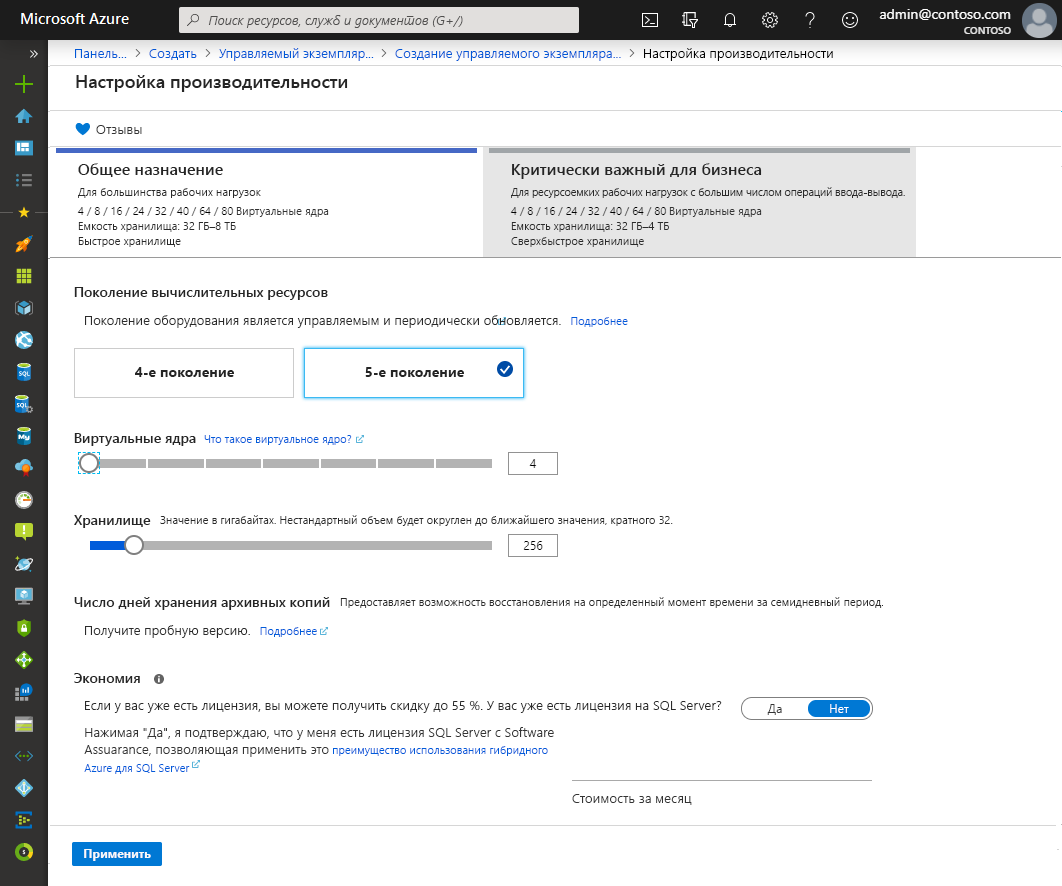 Microsoft Azure
Поиск ресурсов, служб и документов (G+/)
admin@contoso.com
CONTOSO
Панель... > Создать > Управляемый экземпляр... > Создание управляемого экземпляра... > Настройка производительности
Настройка производительности
Отзывы
Общее назначение
Для большинства рабочих нагрузок
4 / 8 / 16 / 24 / 32 / 40 / 64 / 80 Виртуальные ядра
Емкость хранилища: 32 ГБ–8 ТБ
Быстрое хранилище
Критически важный для бизнеса
Для ресурсоемких рабочих нагрузок с большим числом операций ввода-вывода.
4 / 8 / 16 / 24 / 32 / 40 / 64 / 80 Виртуальные ядра
Емкость хранилища: 32 ГБ–4 ТБ
Сверхбыстрое хранилище
Поколение вычислительных ресурсов
Поколение оборудования является управляемым и периодически обновляется. Подробнее
4-е поколение
5-е поколение
Виртуальные ядра Что такое виртуальное ядро?
4
Хранилище Значение в гигабайтах. Нестандартный объем будет округлен до ближайшего значения, кратного 32.
256
Число дней хранения архивных копий Предоставляет возможность восстановления на определенный момент времени за семидневный период.
Получите пробную версию. Подробнее
Экономия
Если у вас уже есть лицензия, вы можете получить скидку до 55 %. У вас уже есть лицензия на SQL Server?
Да Нет
Нажимая "Да", я подтверждаю, что у меня есть лицензия SQL Server с Software
Assuarance, позволяющая применить это преимущество использования гибридного
Azure для SQL Server
Стоимость за месяц
Применить